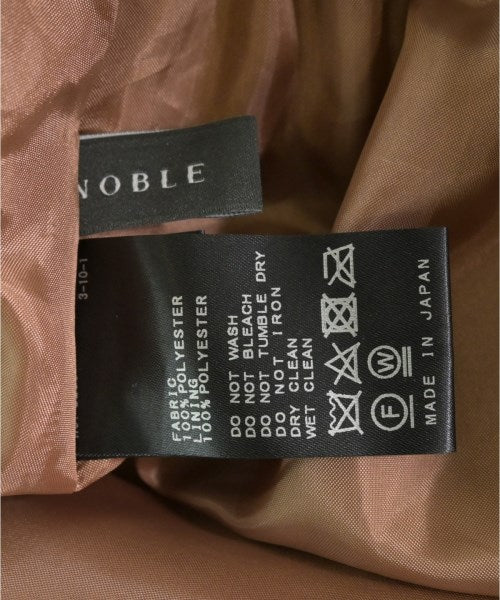 NOBLE
3-10-1
FABRIC
100%POLYESTER
LINING
100%POLYESTER
DO NOT WASH
DO NOT BLEACH
DO NOT TUMBLE DRY
DO NOT IRON
DRY CLEAN
WET CLEAN
F W
MADE IN JAPAN